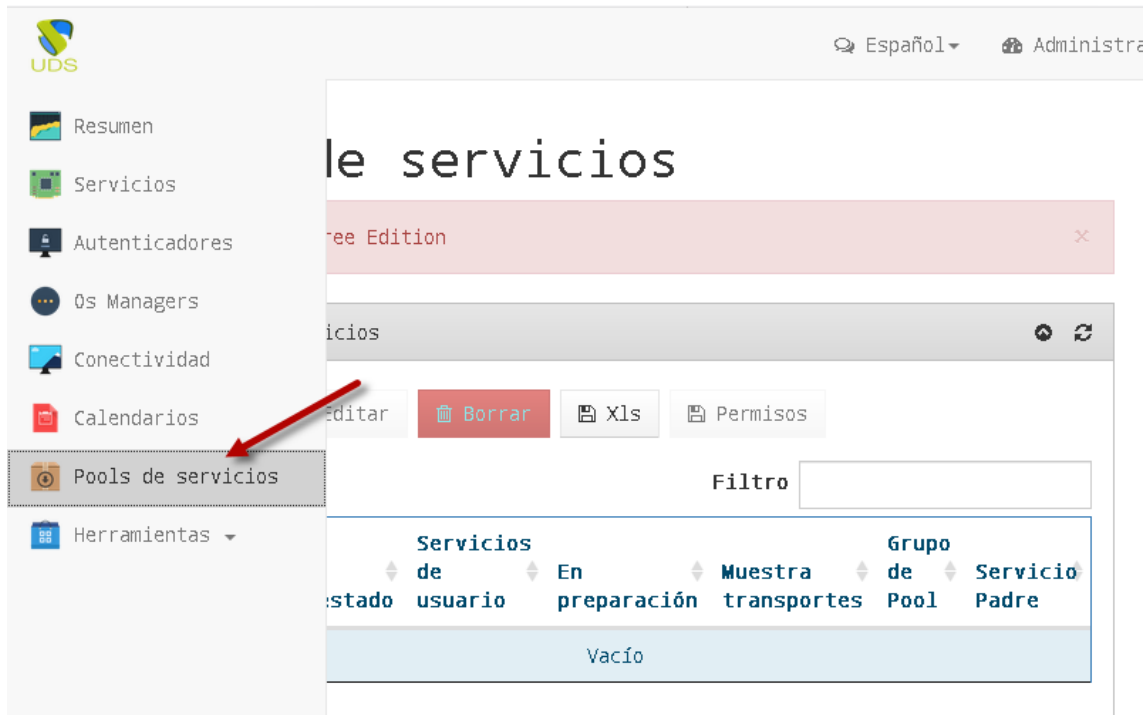 UDS
Español
Administra
Resumen
Servicios
Autenticadores
Os Managers
Conectividad
Calendarios
Pools de servicios
Herramientas
de servicios
ree Edition
icios
Editar
Borrar
Xls
Permisos
Filtro
estado
Servicios de usuario
En preparación
Muestra transportes
Grupo de Pool
Servicio Padre
Vacío